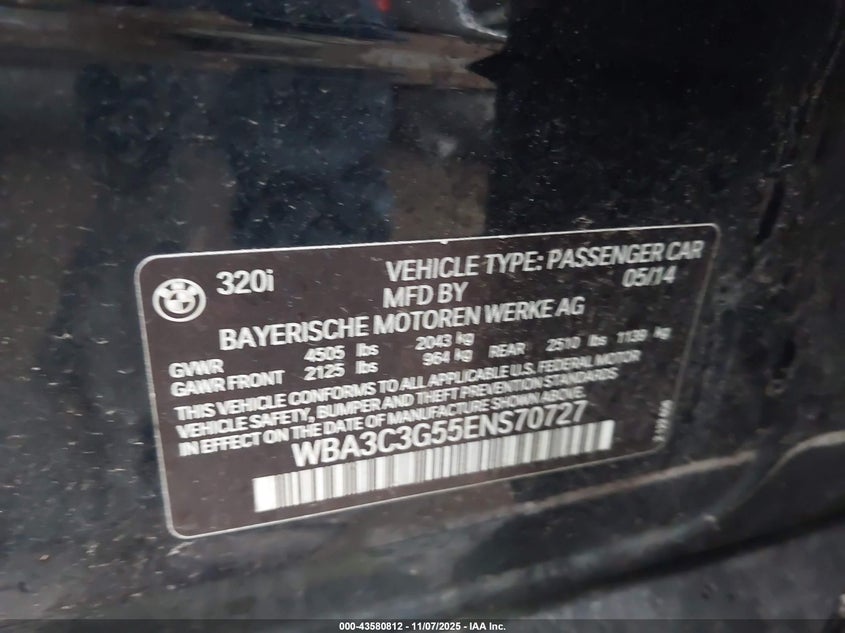 320i
VEHICLE TYPE: PASSENGER CAR
MFD BY 05/14
BAYERISCHE MOTOREN WERKE AG
GVWR 4505 lbs 2043 kg
GAWR FRONT 2125 lbs 964 kg REAR 2510 lbs 1139 kg
THIS VEHICLE CONFORMS TO ALL APPLICABLE U.S. FEDERAL MOTOR
VEHICLE SAFETY, BUMPER AND THEFT PREVENTION STANDARDS
IN EFFECT ON THE DATE OF MANUFACTURE SHOWN ABOVE.
WBA3C3G55ENS70727
000-43580812 - 11/07/2025 - IAA Inc.